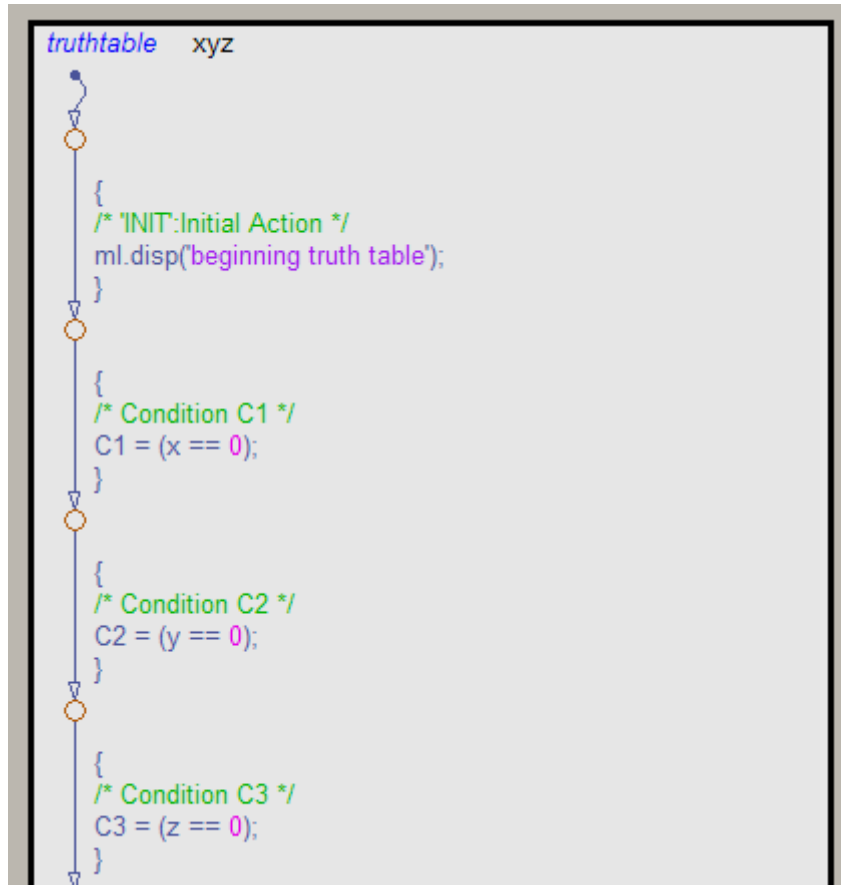 truthtable xyz
{
/* 'INIT':Initial Action */
ml.disp('beginning truth table');
}
{
/* Condition C1 */
C1 = (x == 0);
}
{
/* Condition C2 */
C2 = (y == 0);
}
{
/* Condition C3 */
C3 = (z == 0);
}